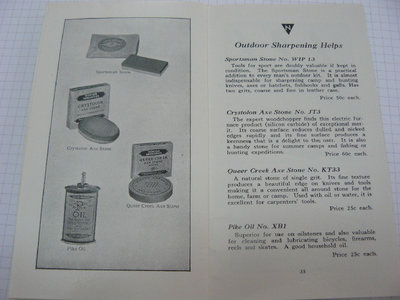 Sportsman Stone
CRYSTOLON
AXE STONE
Crystolon Axe Stone
QUEER CREEK
AXE STONE
Queer Creek Axe Stone
OIL
Pike Oil
Outdoor Sharpening Helps
Sportsman Stone No. WIP 13
Tools for sport are doubly valuable if kept in
condition. The Sportsman Stone is a practical
addition to every man's outdoor kit. It is almost
indispensable for sharpening camp and hunting
knives, axes or hatchets, fishhooks and gaffs. Has
two grits, coarse and fine in leather case.
Price 50c each.
Crystolon Axe Stone No. JT3
The expert woodchopper finds this electric fur-
nace product (silicon carbide) of exceptional mer-
it. Its coarse surface reduces dulled and nicked
edges rapidly and its fine surface produces a
keenness that is a delight to the user. It is also
a handy stone for summer camps and fishing or
hunting expeditions.
Price 60c each.
Queer Creek Axe Stone No. KT33
A natural stone of single grit. Its fine texture
produces a beautiful edge on knives and tools
making it a convenient all around stone for the
home, farm or camp. Used with oil or water, it is
excellent for carpenters' tools.
Price 25c each.
Pike Oil No. XB1
Superior for use on oilstones and also valuable
for cleaning and lubricating bicycles, firearms,
reels and skates. A good household oil.
Price 25c each.
33